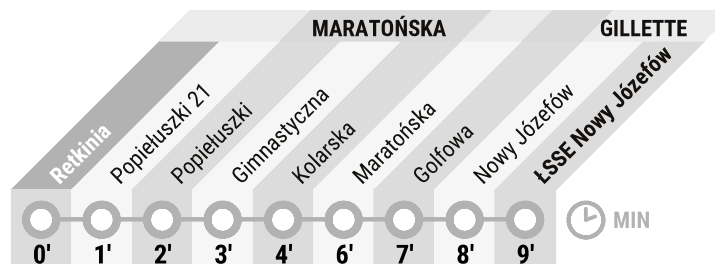 MARATOŃSKA
GILLETTE
Retkinia
Popiełuszki 21
Popiełuszki
Gimnastyczna
Kolarska
Maratońska
Golfowa
Nowy Józefów
ŁSSE Nowy Józefów
0' 1' 2' 3' 4' 6' 7' 8' 9' MIN